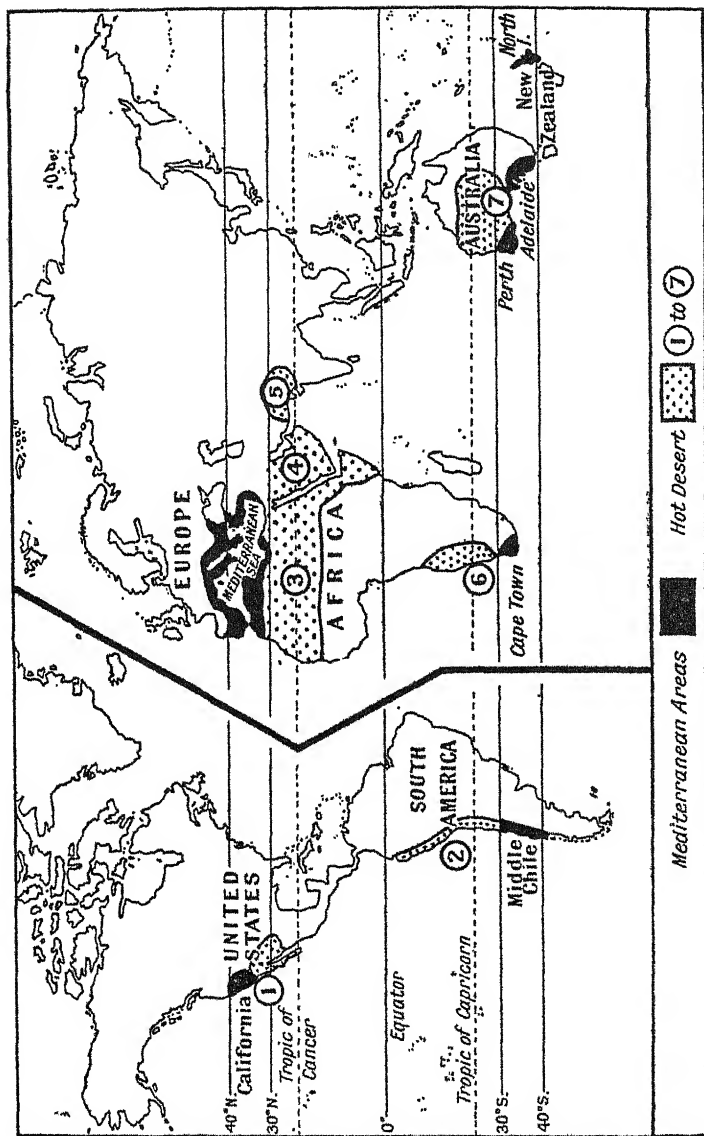 EUROPE
MEDITERRANEAN
SEA
AFRICA
3
4
5
6
Cape Town
AUSTRALIA
7
Perth
Adelaide
North
I.
New
Zealand
UNITED
STATES
California
1
Tropic of
Cancer
Equator
SOUTH
AMERICA
2
Tropic of Capricorn
Middle
Chile
40°N.
30°N.
0°
30°S.
40°S.
Mediterranean Areas
Hot Desert
1 to 7